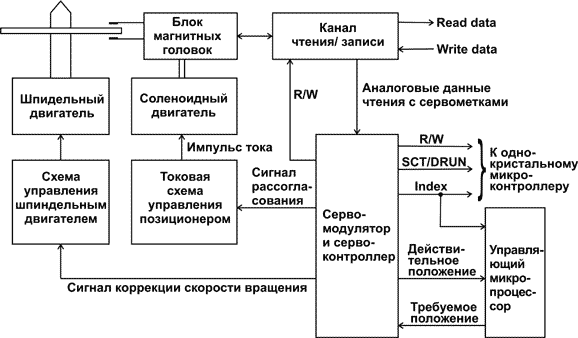 Блок
магнитных
головок
Канал
чтения/ записи
Read data
Write data
R/W
Аналоговые данные
чтения с сервометками
Шпидельный
двигатель
Соленоидный
двигатель
Импульс тока
Схема
управления
шпиндельным
двигателем
Токовая
схема
управления
позиционером
Сигнал
рассогла-
сования
Серво-
модулятор
и серво-
контроллер
R/W
SCT/DRUN
Index
К одно-
кристальному
микро-
контроллеру
Действи-
тельное
положение
Управля-
ющий
микро-
процес-
сор
Требуемое
положение
Сигнал коррекции скорости вращения